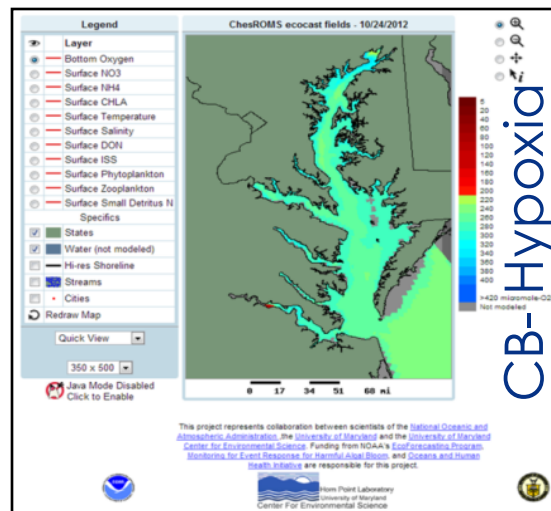 Legend
Layer
Bottom Oxygen
Surface NO3
Surface NH4
Surface CHLA
Surface Temperature
Surface Salinity
Surface DON
Surface ISS
Surface Phytoplankton
Surface Zooplankton
Surface Small Detritus N
Specifics
States
Water (not modeled)
Hi-res Shoreline
Streams
Cities
Redraw Map
Quick View
350 x 500
Java Mode Disabled
Click to Enable
ChesROMS ecocast fields - 10/24/2012
0 17 34 51 68 mi
5
20
60
90
120
140
160
180
200
210
220
230
260
280
300
320
340
360
400
>420 micromole-O2
Not modeled
CB-Hypoxia
This project represents collaboration between scientists of the National Oceanic and
Atmospheric Administration ,the University of Maryland and the University of Maryland
Center for Environmental Science. Funding from NOAA's EcoForecasting Program,
Monitoring for Event Response for Harmful Algal Bloom, and Oceans and Human
Health Initiative are responsible for this project.
Horn Point Laboratory
University of Maryland
Center For Environmental Science